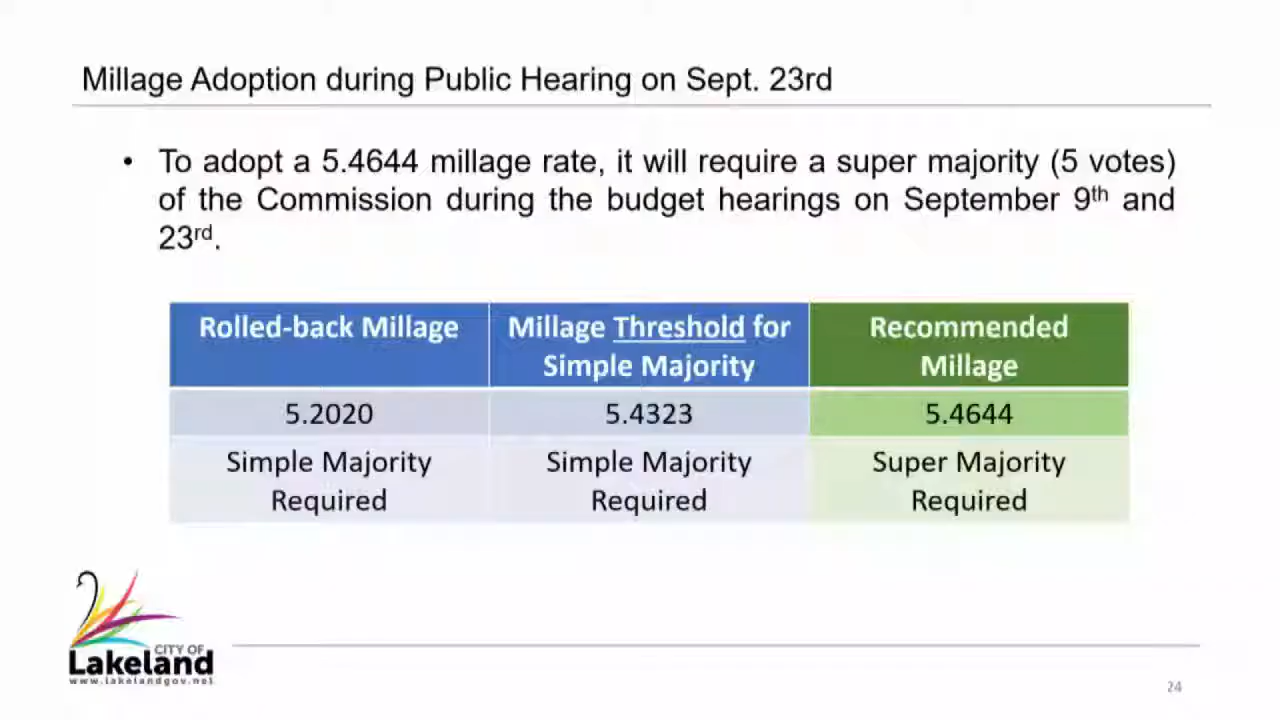 Millage Adoption during Public Hearing on Sept. 23rd
• To adopt a 5.4644 millage rate, it will require a super majority (5 votes)
of the Commission during the budget hearings on September 9th and
23rd.
Rolled-back Millage
Millage Threshold for
Simple Majority
Recommended
Millage
5.2020
5.4323
5.4644
Simple Majority
Required
Simple Majority
Required
Super Majority
Required
CITY OF
Lakeland
www.lakelandgov.net
24